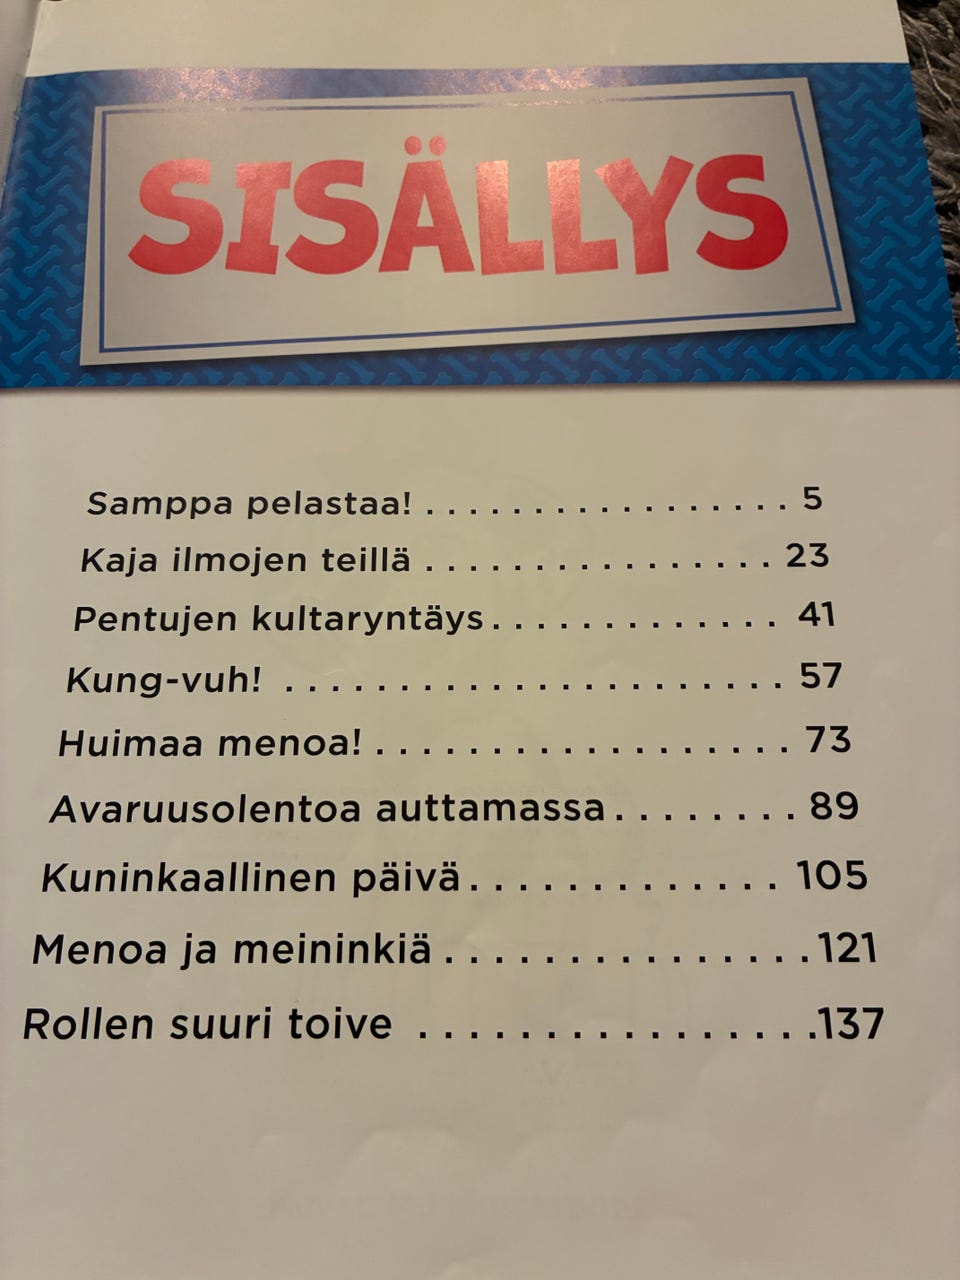 SISÄLLYS
Samppa pelastaa! . . . . . . . . . . . . . . . . . 5
Kaja ilmojen teillä . . . . . . . . . . . . . . . . 23
Pentujen kultaryntäys. . . . . . . . . . . . . 41
Kung-vuh! . . . . . . . . . . . . . . . . . . . . . . 57
Huimaa menoa! . . . . . . . . . . . . . . . . . . 73
Avaruusolentoa auttamassa. . . . . . . . 89
Kuninkaallinen päivä. . . . . . . . . . . . . 105
Menoa ja meininkiä . . . . . . . . . . . . . . .121
Rollen suuri toive . . . . . . . . . . . . . . . .137